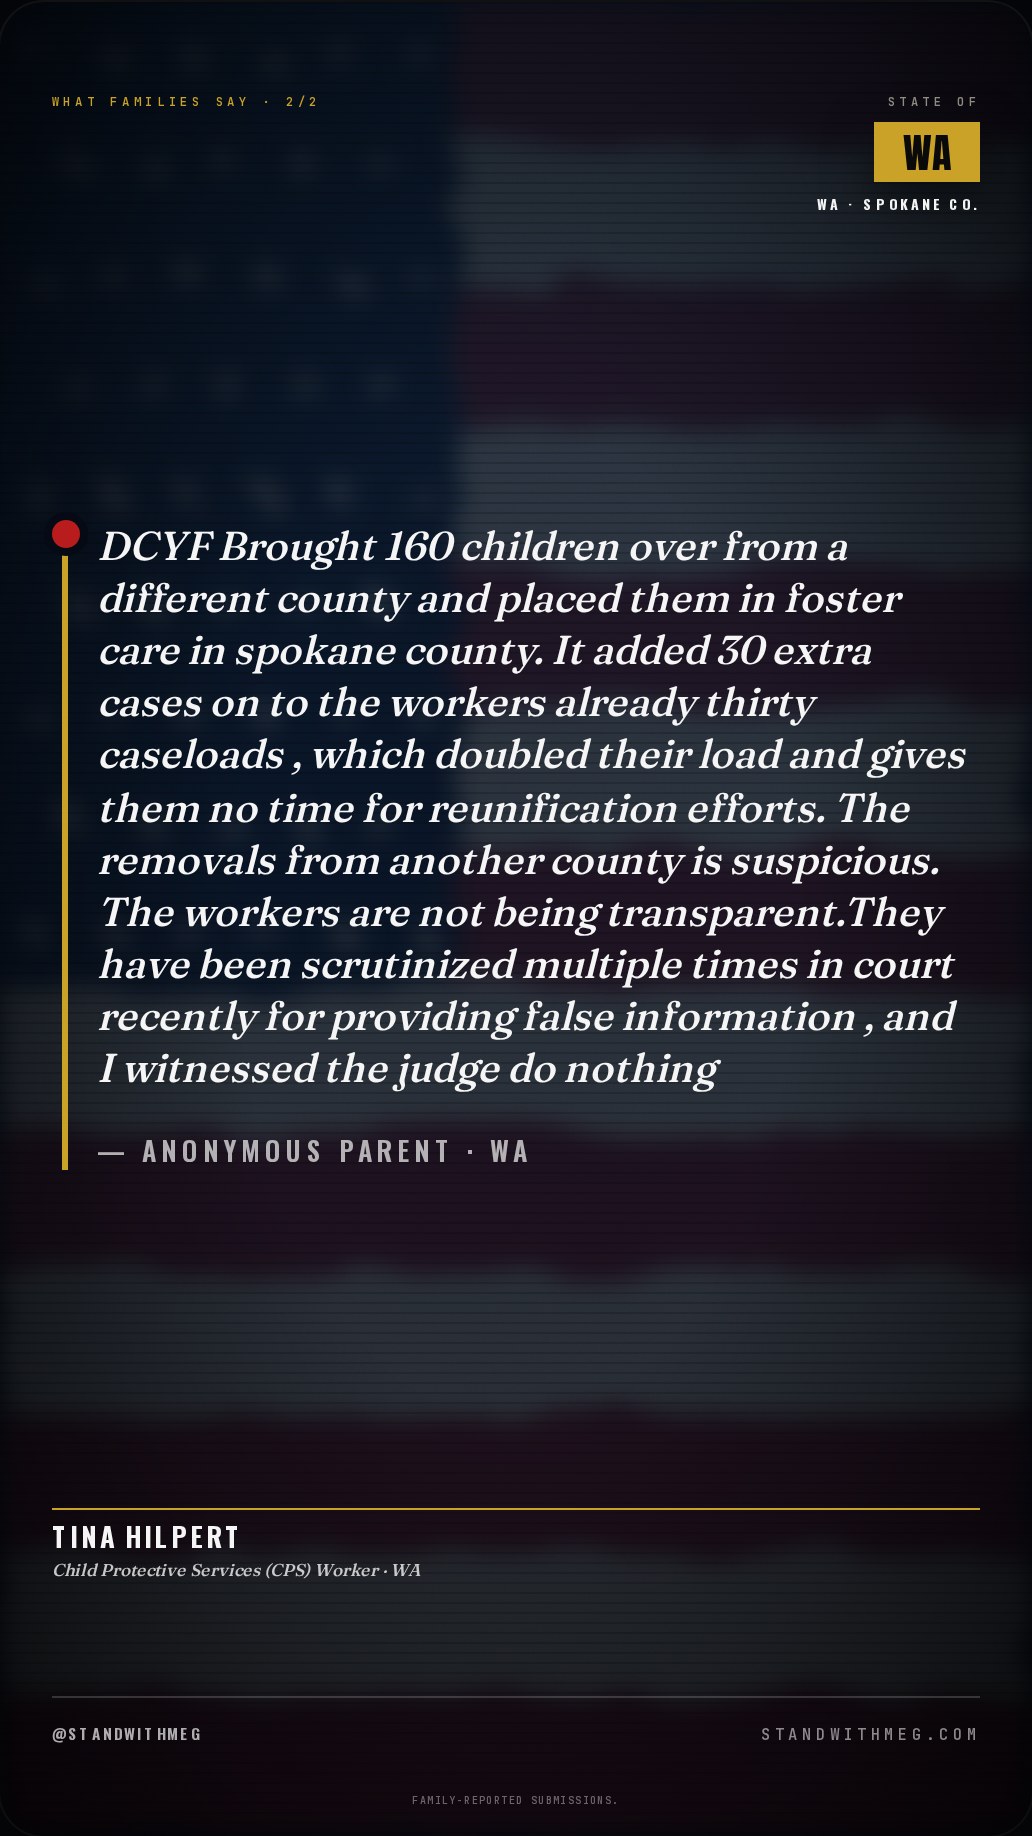 WHAT FAMILIES SAY · 2/2
STATE OF
WA
WA · SPOKANE CO.
DCYF Brought 160 children over from a
different county and placed them in foster
care in spokane county. It added 30 extra
cases on to the workers already thirty
caseloads , which doubled their load and gives
them no time for reunification efforts. The
removals from another county is suspicious.
The workers are not being transparent.They
have been scrutinized multiple times in court
recently for providing false information , and
I witnessed the judge do nothing
— ANONYMOUS PARENT · WA
TINA HILPERT
Child Protective Services (CPS) Worker · WA
@STANDWITHMEG
STANDWITHMEG.COM
FAMILY-REPORTED SUBMISSIONS.